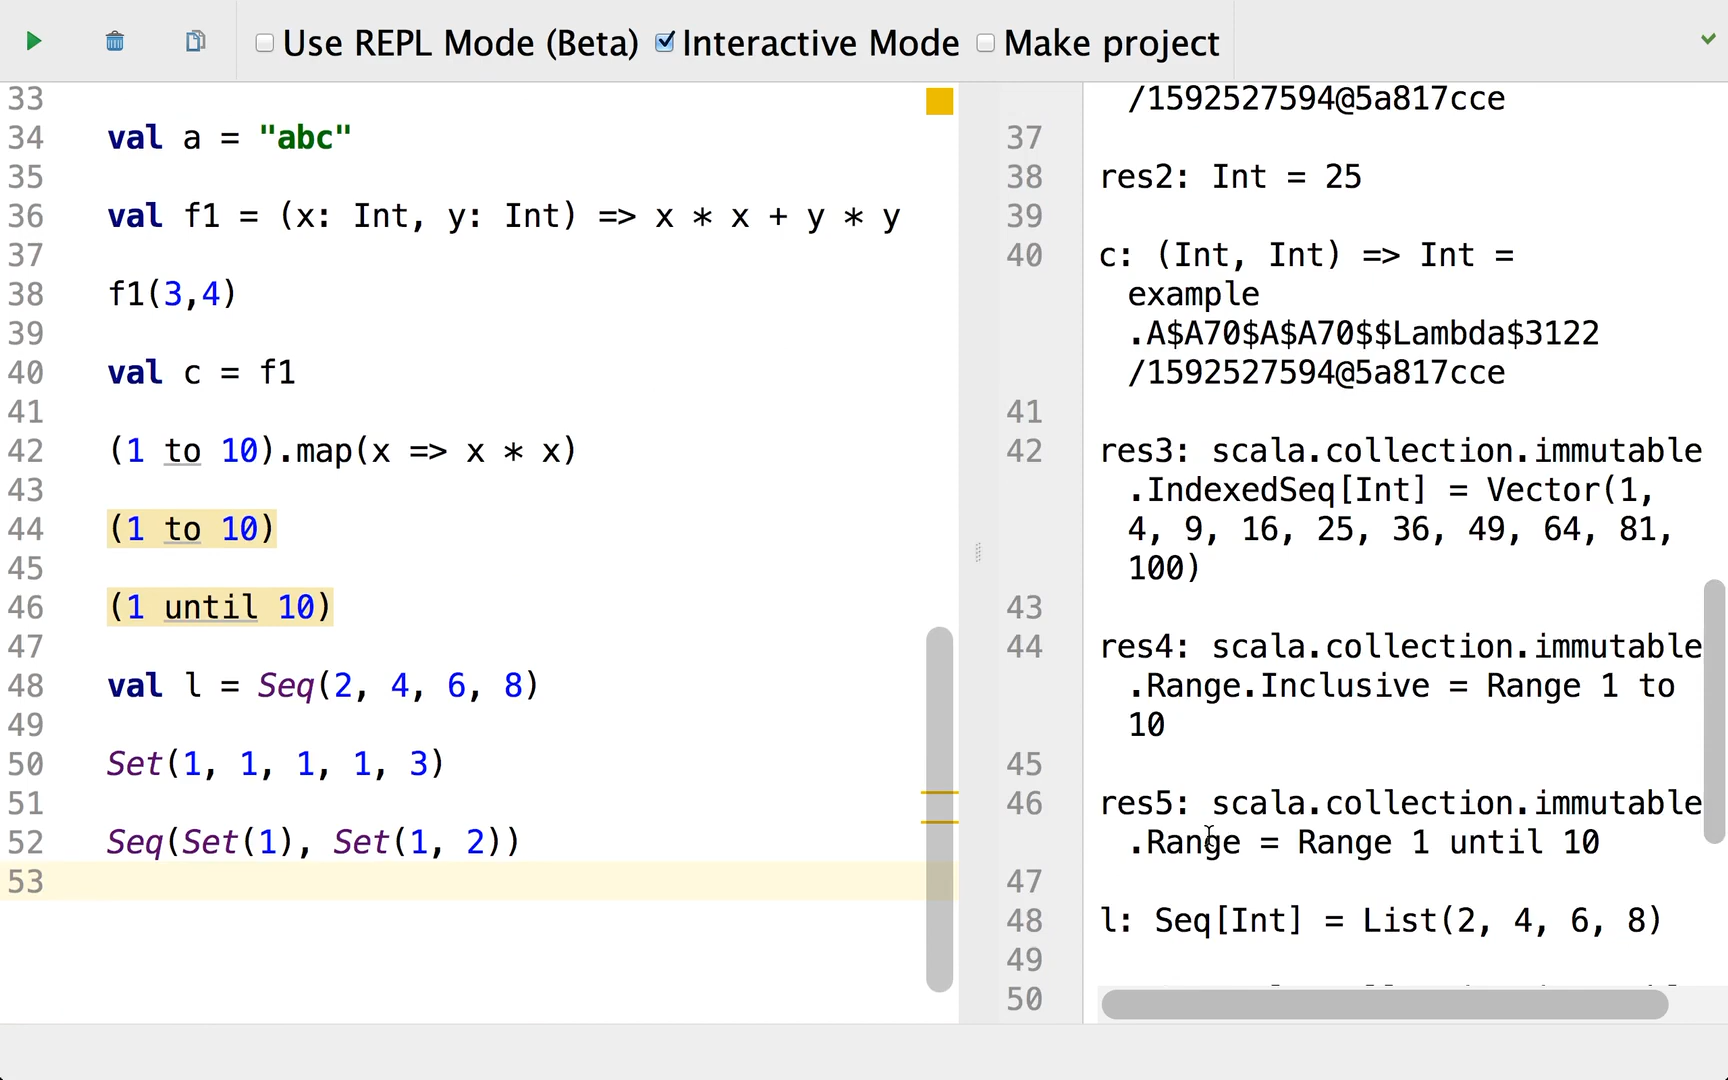 Use REPL Mode (Beta) Interactive Mode Make project
33
34 val a = "abc"
35
36 val f1 = (x: Int, y: Int) => x * x + y * y
37
38 f1(3,4)
39
40 val c = f1
41
42 (1 to 10).map(x => x * x)
43
44 (1 to 10)
45
46 (1 until 10)
47
48 val l = Seq(2, 4, 6, 8)
49
50 Set(1, 1, 1, 1, 3)
51
52 Seq(Set(1), Set(1, 2))
53
/1592527594@5a817cce
37
38 res2: Int = 25
39
40 c: (Int, Int) => Int =
example
.A$A70$A$A70$$Lambda$3122
/1592527594@5a817cce
41
42 res3: scala.collection.immutable
.IndexedSeq[Int] = Vector(1,
4, 9, 16, 25, 36, 49, 64, 81,
100)
43
44 res4: scala.collection.immutable
.Range.Inclusive = Range 1 to
10
45
46 res5: scala.collection.immutable
.Range = Range 1 until 10
47
48 l: Seq[Int] = List(2, 4, 6, 8)
49
50